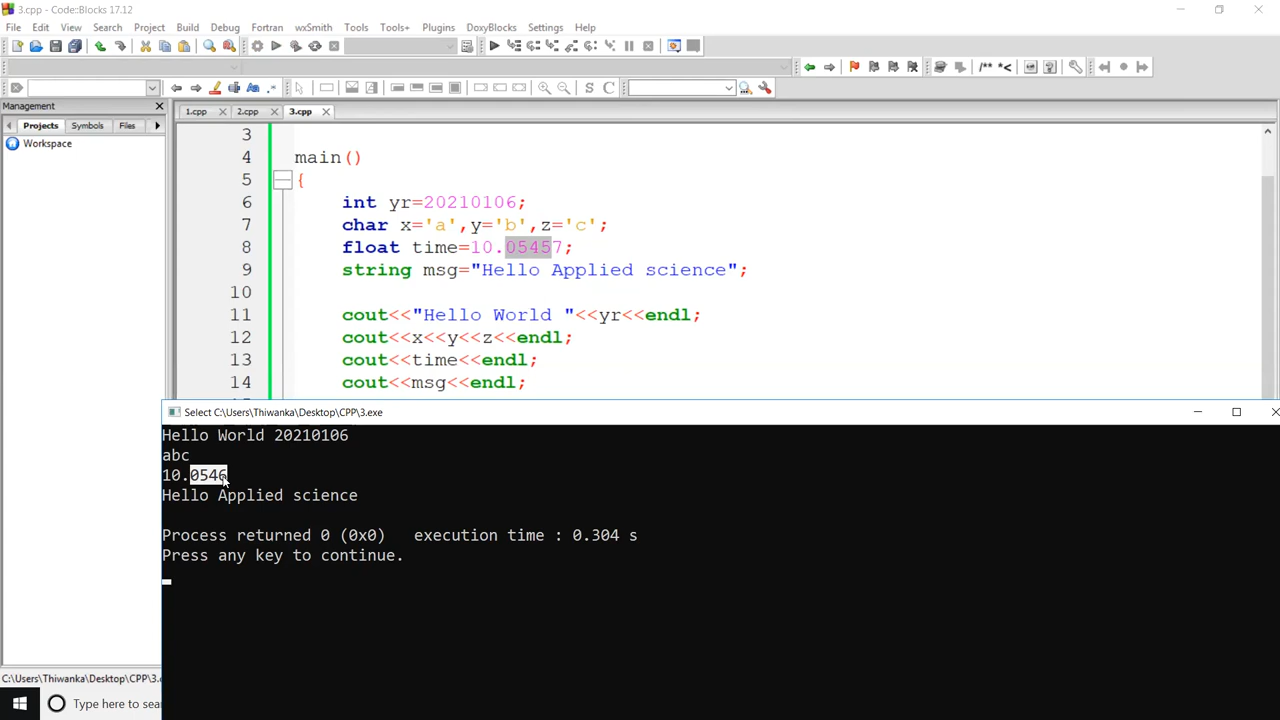 3.cpp - Code::Blocks 17.12
File Edit View Search Project Build Debug Fortran wxSmith Tools Tools+ Plugins DoxyBlocks Settings Help
/** *<
S C
Management
Projects Symbols Files
Workspace
1.cpp 2.cpp 3.cpp
3
4 main()
5 {
6 int yr=20210106;
7 char x='a',y='b',z='c';
8 float time=10.05457;
9 string msg="Hello Applied science";
10
11 cout<<"Hello World "<<yr<<endl;
12 cout<<x<<y<<z<<endl;
13 cout<<time<<endl;
14 cout<<msg<<endl;
Select C:\Users\Thiwanka\Desktop\CPP\3.exe
Hello World 20210106
abc
10.0546
Hello Applied science
Process returned 0 (0x0) execution time : 0.304 s
Press any key to continue.
C:\Users\Thiwanka\Desktop\CPP\3.
Type here to sea